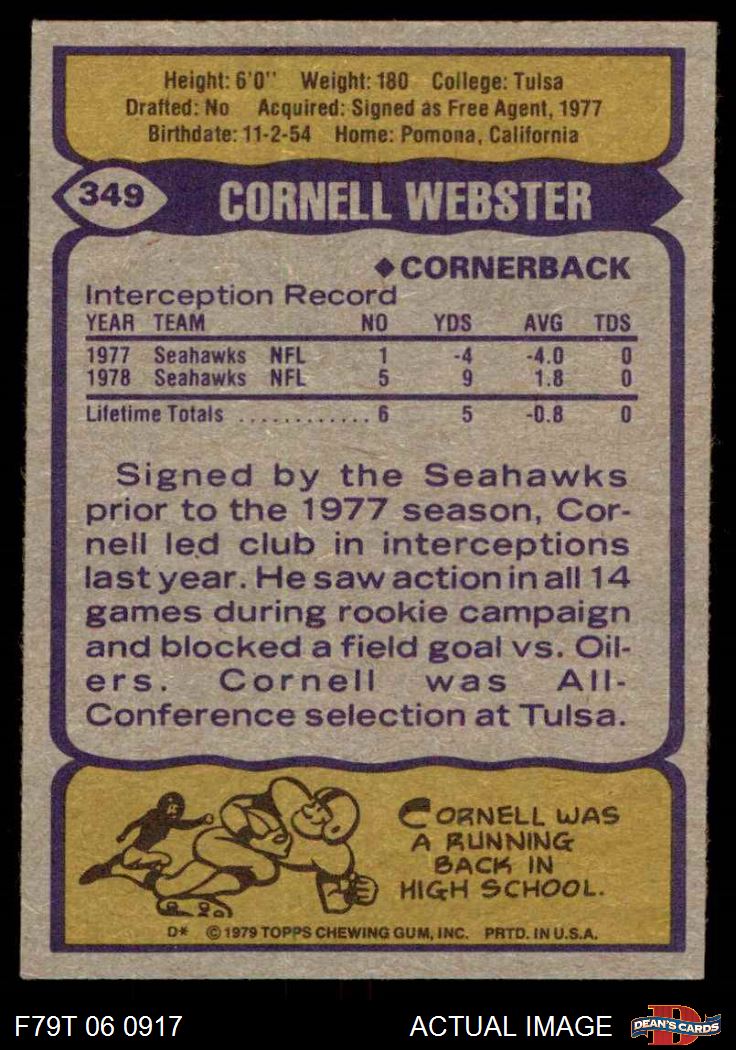 Height: 6'0" Weight: 180 College: Tulsa
Drafted: No Acquired: Signed as Free Agent, 1977
Birthdate: 11-2-54 Home: Pomona, California
349 CORNELL WEBSTER
◆CORNERBACK
Interception Record
YEAR TEAM NO YDS AVG TDS
1977 Seahawks NFL 1 -4 -4.0 0
1978 Seahawks NFL 5 9 1.8 0
Lifetime Totals ............ 6 5 -0.8 0
Signed by the Seahawks
prior to the 1977 season, Cor-
nell led club in interceptions
last year. He saw action in all 14
games during rookie campaign
and blocked a field goal vs. Oil-
ers. Cornell was All-
Conference selection at Tulsa.
CORNELL WAS
A RUNNING
BACK IN
HIGH SCHOOL.
D* © 1979 TOPPS CHEWING GUM, INC. PRTD. IN U.S.A.
F79T 06 0917 ACTUAL IMAGE D DEAN'S CARDS